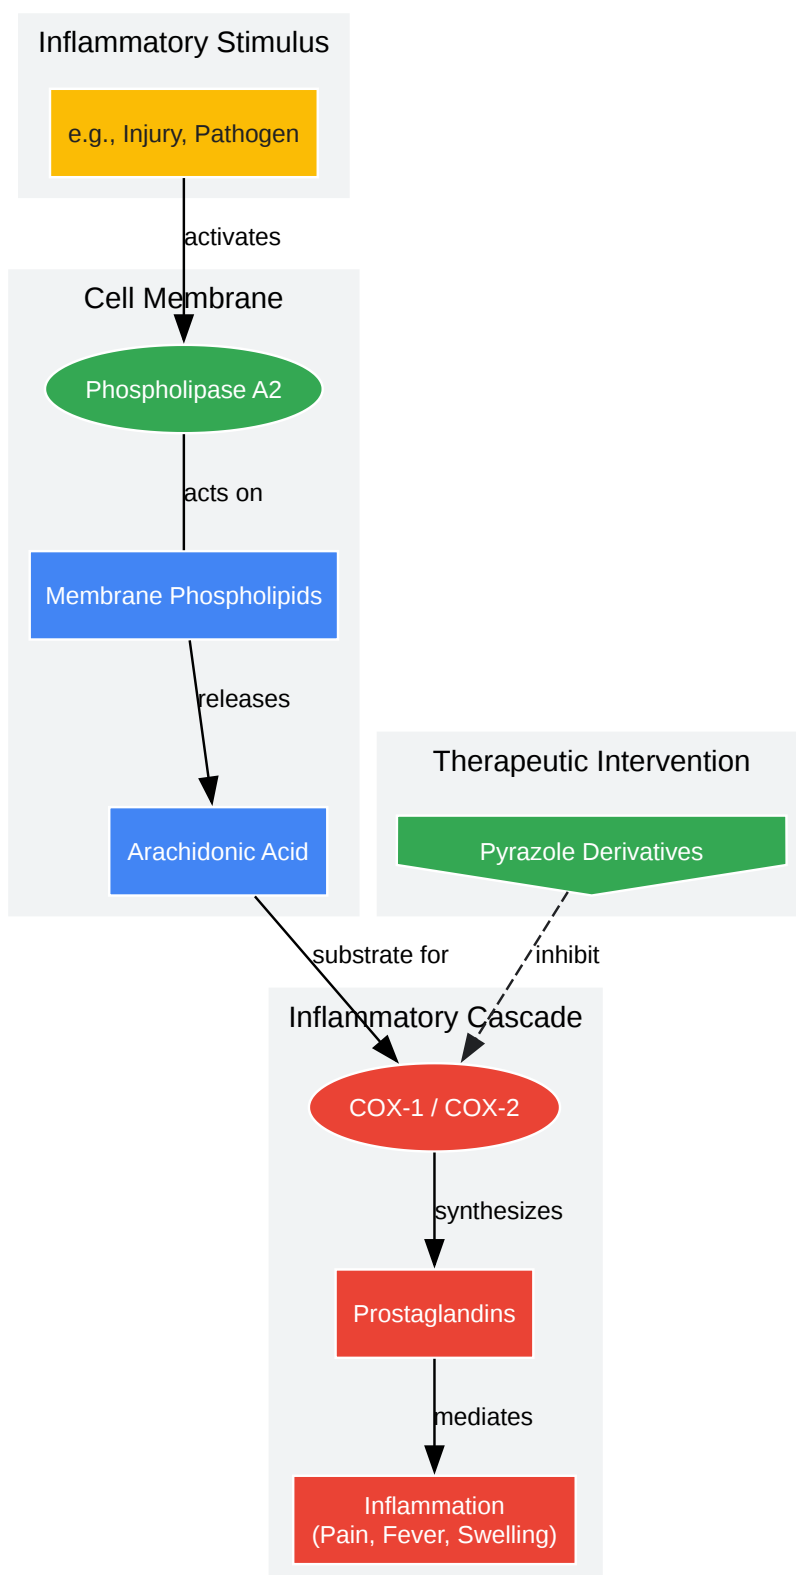 Inflammatory Stimulus
e.g., Injury, Pathogen
activates
Cell Membrane
Phospholipase A2
acts on
Membrane Phospholipids
releases
Therapeutic Intervention
Arachidonic Acid
Pyrazole Derivatives
substrate for
inhibit
Inflammatory Cascade
COX-1 / COX-2
synthesizes
Prostaglandins
mediates
Inflammation
(Pain, Fever, Swelling)